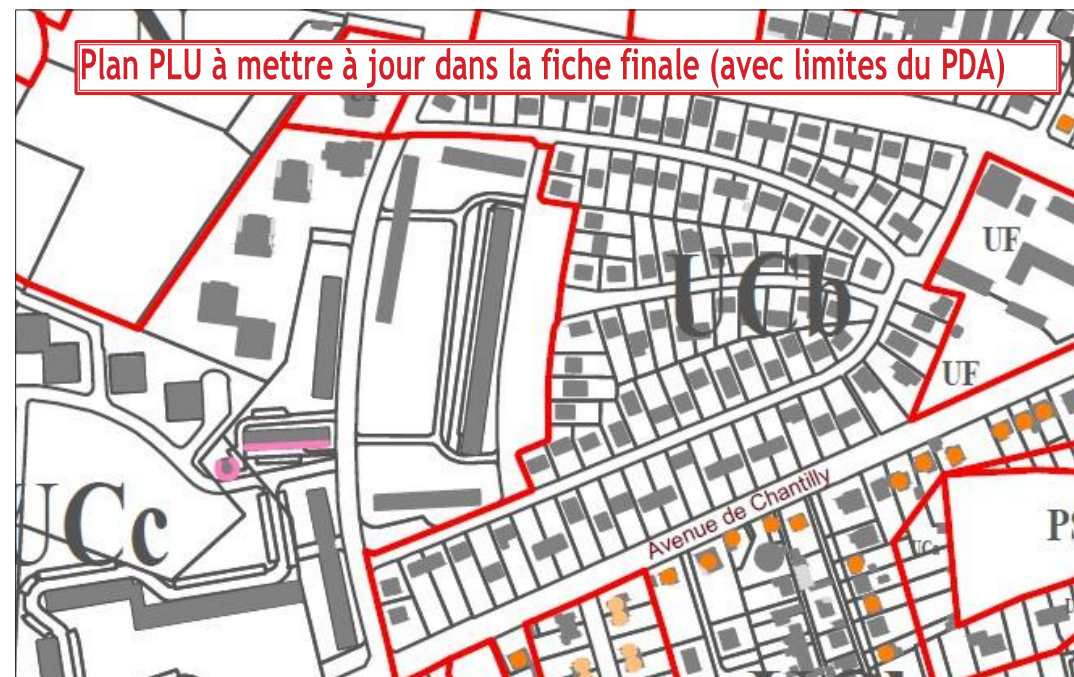 Plan PLU à mettre à jour dans la fiche finale (avec limites du PDA)
UF
UCb
UF
Avenue de Chantilly
UCc